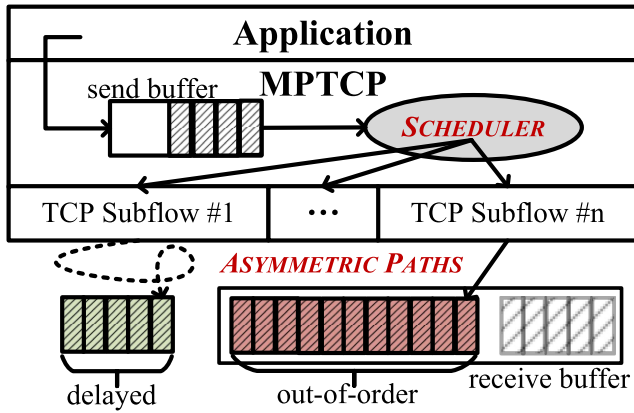 Application
MPTCP
send buffer
SCHEDULER
TCP Subflow #1
...
TCP Subflow #n
ASYMMETRIC PATHS
delayed
out-of-order
receive buffer